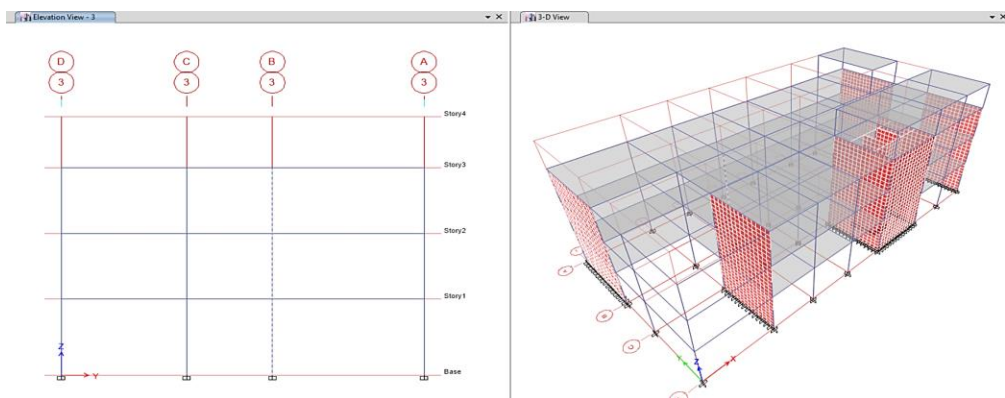 Elevation View - 3
3-D View
D C B A
3 3 3 3
Story4
Story3
Story2
Story1
Z
Y
Base
Z
Y
X